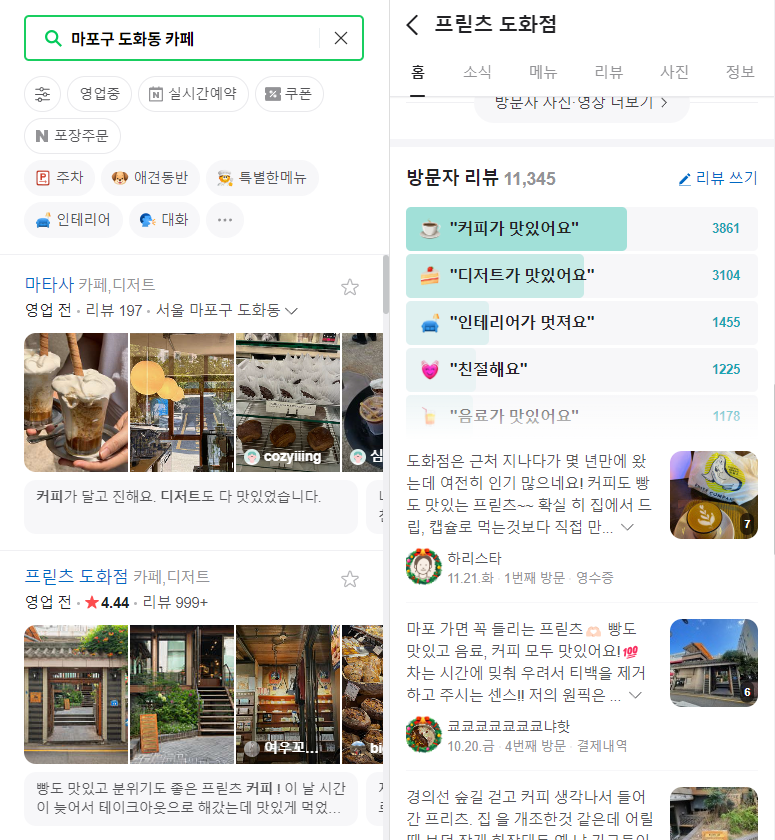 마포구 도화동 카페
영업중
실시간예약
쿠폰
N 포장주문
주차
애견동반
특별한메뉴
인테리어
대화
마타사 카페,디저트
영업 전 · 리뷰 197 · 서울 마포구 도화동
cozyiiing
심
커피가 달고 진해요. 디저트도 다 맛있었습니다.
프릳츠 도화점 카페,디저트
영업 전 · ★4.44 · 리뷰 999+
여우꼬...
빵도 맛있고 분위기도 좋은 프릳츠 커피 ! 이 날 시간
이 늦어서 테이크아웃으로 해갔는데 맛있게 먹었...
프릳츠 도화점
홈
소식
메뉴
리뷰
사진
정보
방문자 사진·영상 더보기 >
방문자 리뷰 11,345
리뷰 쓰기
"커피가 맛있어요" 3861
"디저트가 맛있어요" 3104
"인테리어가 멋져요" 1455
"친절해요" 1225
"음료가 맛있어요" 1178
도화점은 근처 지나다가 몇 년만에 왔
는데 여전히 인기 많으네요! 커피도 빵
도 맛있는 프릳츠~~ 확실 히 집에서 드
립, 캡슐로 먹는것보다 직접 만...
7
하리스타
11.21.화 · 1번째 방문 · 영수증
마포 가면 꼭 들리는 프릳츠🫶🏻 빵도
맛있고 음료, 커피 모두 맛있어요!💯
차는 시간에 밎춰 우려서 티백을 제거
하고 주시는 센스!! 저의 원픽은 ...
6
쿄쿄쿄쿄쿄쿄쿄냐핫
10.20.금 · 4번째 방문 · 결제내역
경의선 숲길 걷고 커피 생각나서 들어
간 프리츠. 집 을 개조한것 같은데 어릴